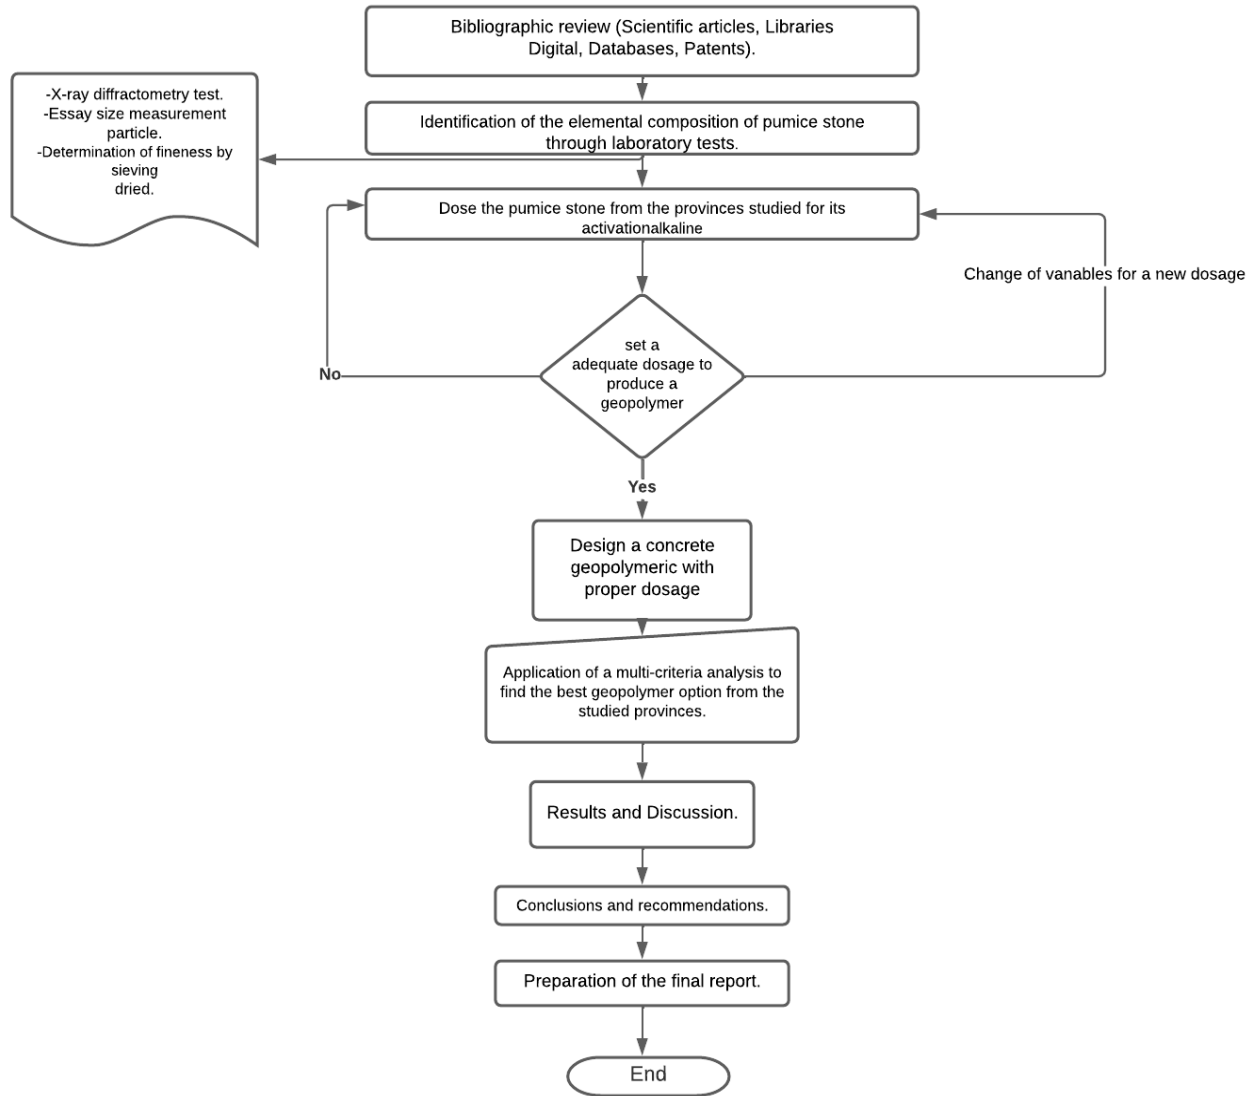 Bibliographic review (Scientific articles, Libraries
Digital, Databases, Patents).
-X-ray diffractometry test.
-Essay size measurement
particle.
-Determination of fineness by
sieving
dried.
Identification of the elemental composition of pumice stone
through laboratory tests.
Dose the pumice stone from the provinces studied for its
activationalkaline
Change of vanables for a new dosage
set a
adequate dosage to
produce a
geopolymer
No
Yes
Design a concrete
geopolymeric with
proper dosage
Application of a multi-criteria analysis to
find the best geopolymer option from the
studied provinces.
Results and Discussion.
Conclusions and recommendations.
Preparation of the final report.
End